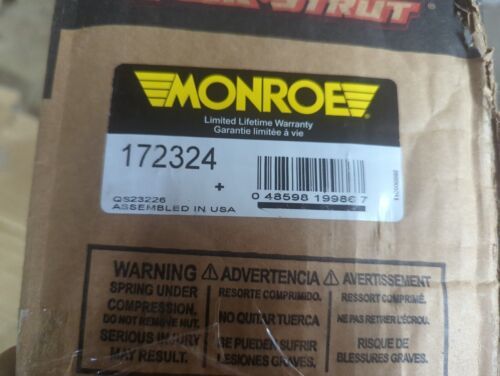 STRUT
MONROE
Limited Lifetime Warranty
Garantie limitée à vie
172324
+
0 48598 19986 7
QS23226
ASSEMBLED IN USA
WARNING ⚠ ADVERTENCIA ⚠ AVERTISSEMENT
SPRING UNDER
COMPRESSION.
DO NOT REMOVE NUT.
SERIOUS INJURY
MAY RESULT.
RESORTE COMPRIMIDO.
NO QUITAR TUERCA
SE PUEDEN SUFRIR
LESIONES GRAVES.
RESSORT COMPRIMÉ.
NE PAS RETIRER L'ÉCROU.
RISQUE DE
BLESSURES GRAVES.